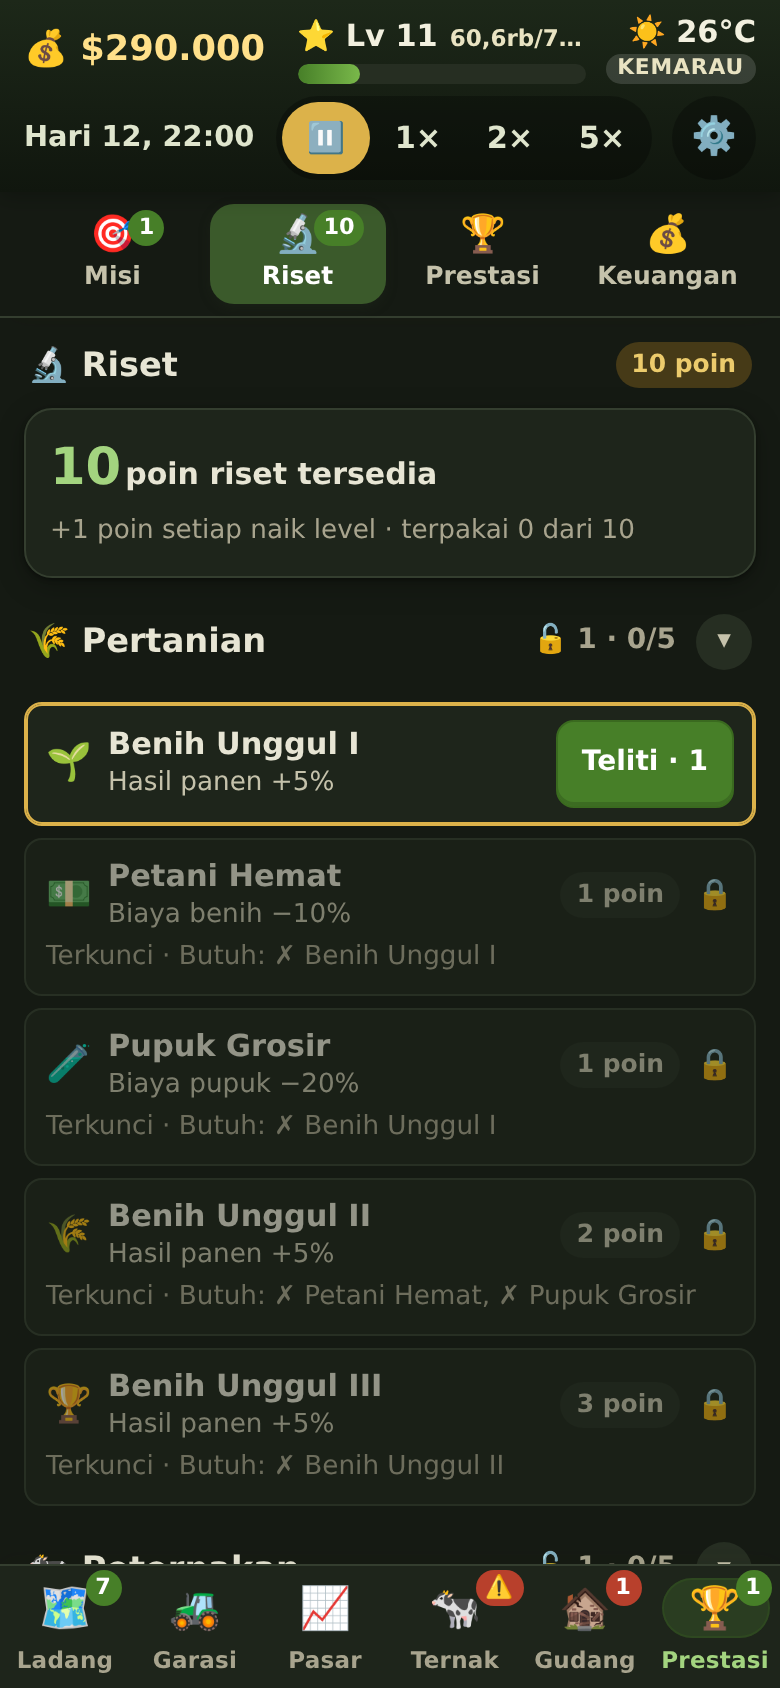 $290.000
Lv 11 60,6rb/7...
26°C
KEMARAU
Hari 12, 22:00
1×
2×
5×
1
Misi
10
Riset
Prestasi
Keuangan
Riset
10 poin
10 poin riset tersedia
+1 poin setiap naik level · terpakai 0 dari 10
Pertanian
1 · 0/5
Benih Unggul I
Hasil panen +5%
Teliti · 1
Petani Hemat
Biaya benih −10%
1 poin
Terkunci · Butuh: ✗ Benih Unggul I
Pupuk Grosir
Biaya pupuk −20%
1 poin
Terkunci · Butuh: ✗ Benih Unggul I
Benih Unggul II
Hasil panen +5%
2 poin
Terkunci · Butuh: ✗ Petani Hemat, ✗ Pupuk Grosir
Benih Unggul III
Hasil panen +5%
3 poin
Terkunci · Butuh: ✗ Benih Unggul II
Peternakan
1 · 0/5
7
Ladang
Garasi
Pasar
Ternak
1
Gudang
1
Prestasi